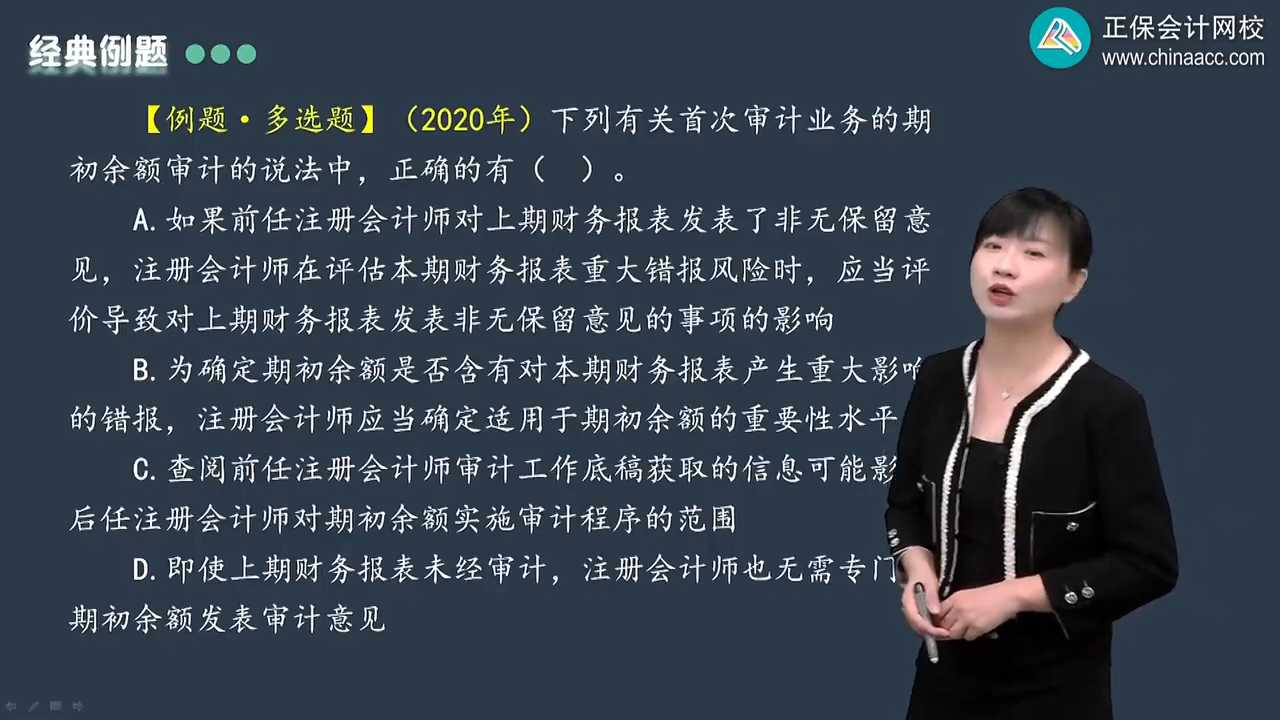 经典例题
正保会计网校
www.chinaacc.com
【例题·多选题】（2020年）下列有关首次审计业务的期
初余额审计的说法中，正确的有（ ）。
A.如果前任注册会计师对上期财务报表发表了非无保留意
见，注册会计师在评估本期财务报表重大错报风险时，应当评
价导致对上期财务报表发表非无保留意见的事项的影响
B.为确定期初余额是否含有对本期财务报表产生重大影响
的错报，注册会计师应当确定适用于期初余额的重要性水平
C.查阅前任注册会计师审计工作底稿获取的信息可能影
后任注册会计师对期初余额实施审计程序的范围
D.即使上期财务报表未经审计，注册会计师也无需专门
期初余额发表审计意见